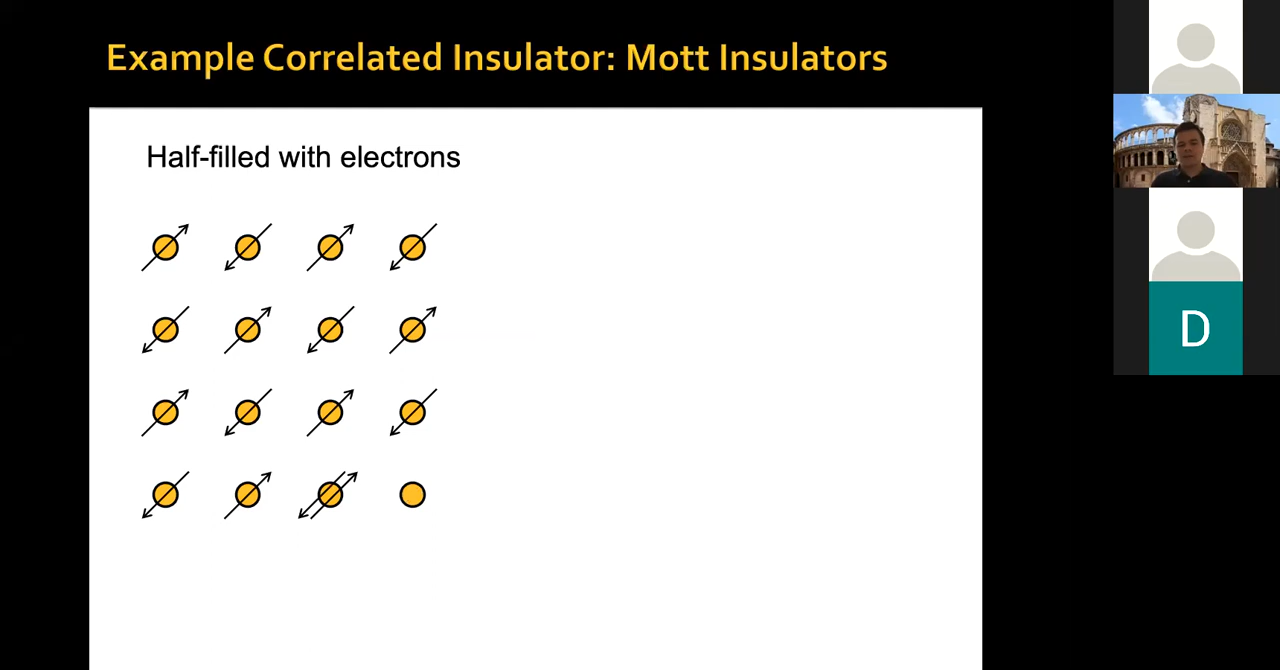 Example Correlated Insulator: Mott Insulators
Half-filled with electrons
D